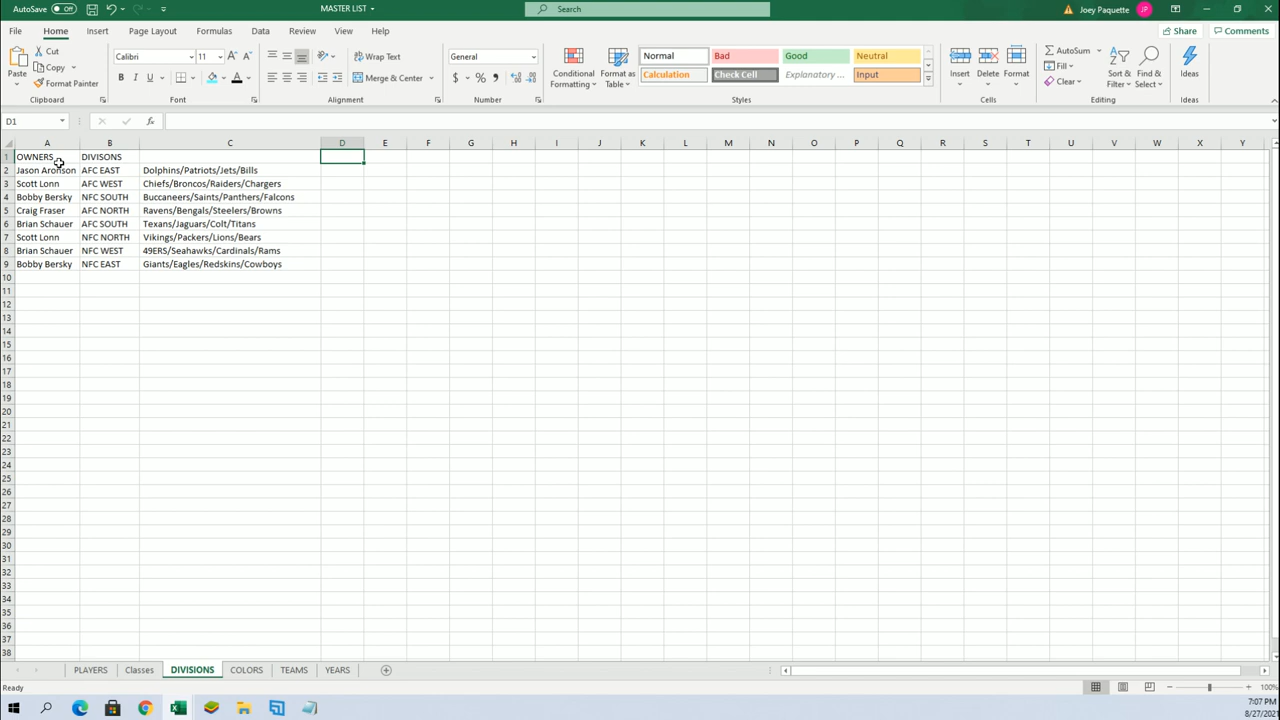 AutoSave Off MASTER LIST Search Joey Paquette JP
File Home Insert Page Layout Formulas Data Review View Help Share Comments
Paste Cut Copy Format Painter Clipboard
Calibri 11 A A B I U A Font
Wrap Text Merge & Center Alignment
General $ % , Number
Conditional Formatting Format as Table Normal Bad Good Neutral Calculation Check Cell Explanatory ... Input Styles
Insert Delete Format Cells
AutoSum Fill Clear Sort & Filter Find & Select Editing
Ideas Ideas
D1 fx
A B C D E F G H I J K L M N O P Q R S T U V W X Y
1 OWNERS DIVISONS
2 Jason Aronson AFC EAST Dolphins/Patriots/Jets/Bills
3 Scott Lonn AFC WEST Chiefs/Broncos/Raiders/Chargers
4 Bobby Bersky NFC SOUTH Buccaneers/Saints/Panthers/Falcons
5 Craig Fraser AFC NORTH Ravens/Bengals/Steelers/Browns
6 Brian Schauer AFC SOUTH Texans/Jaguars/Colt/Titans
7 Scott Lonn NFC NORTH Vikings/Packers/Lions/Bears
8 Brian Schauer NFC WEST 49ERS/Seahawks/Cardinals/Rams
9 Bobby Bersky NFC EAST Giants/Eagles/Redskins/Cowboys
10
11
12
13
14
15
16
17
18
19
20
21
22
23
24
25
26
27
28
29
30
31
32
33
34
35
36
37
38
PLAYERS Classes DIVISIONS COLORS TEAMS YEARS
Ready 100%
7:07 PM
8/27/202